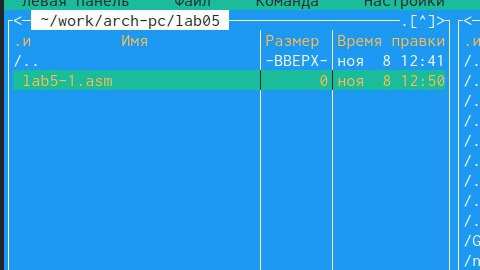 левая панель Файл Команда Настройки
<─ ~/work/arch-pc/lab05 .[^]>
.и Имя Размер Время правки
/.. -ВВЕРХ- ноя 8 12:41
lab5-1.asm 0 ноя 8 12:50